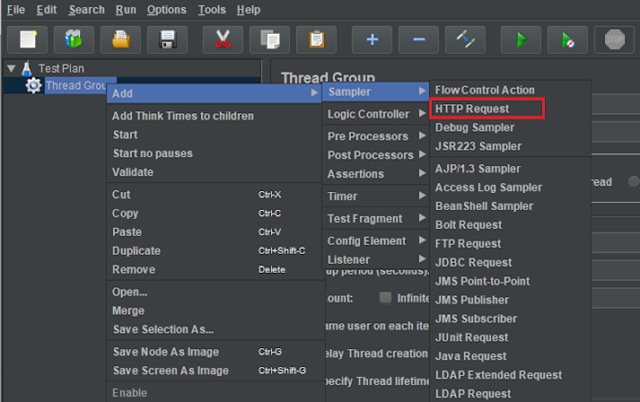 File Edit Search Run Options Tools Help
Test Plan
Thread Group
Thread Grou
Add
Add Think Times to children
Start
Start no pauses
Validate
Cut Ctrl-X
Copy Ctrl-C
Paste Ctrl-V
Duplicate Ctrl+Shift-C
Remove Delete
Open...
Merge
Save Selection As...
Save Node As Image Ctrl-G
Save Screen As Image Ctrl+Shift-G
Enable
Sampler
Logic Controller
Pre Processors
Post Processors
Assertions
Timer
Test Fragment
Config Element
Listener
Flow Control Action
HTTP Request
Debug Sampler
JSR223 Sampler
AJP/1.3 Sampler
Access Log Sampler
BeanShell Sampler
Bolt Request
FTP Request
JDBC Request
JMS Point-to-Point
JMS Publisher
JMS Subscriber
JUnit Request
Java Request
LDAP Extended Request
LDAP Request
read
up period (seconds):
ount: Infinite
ame user on each ite
elay Thread creation
pecify Thread lifetim